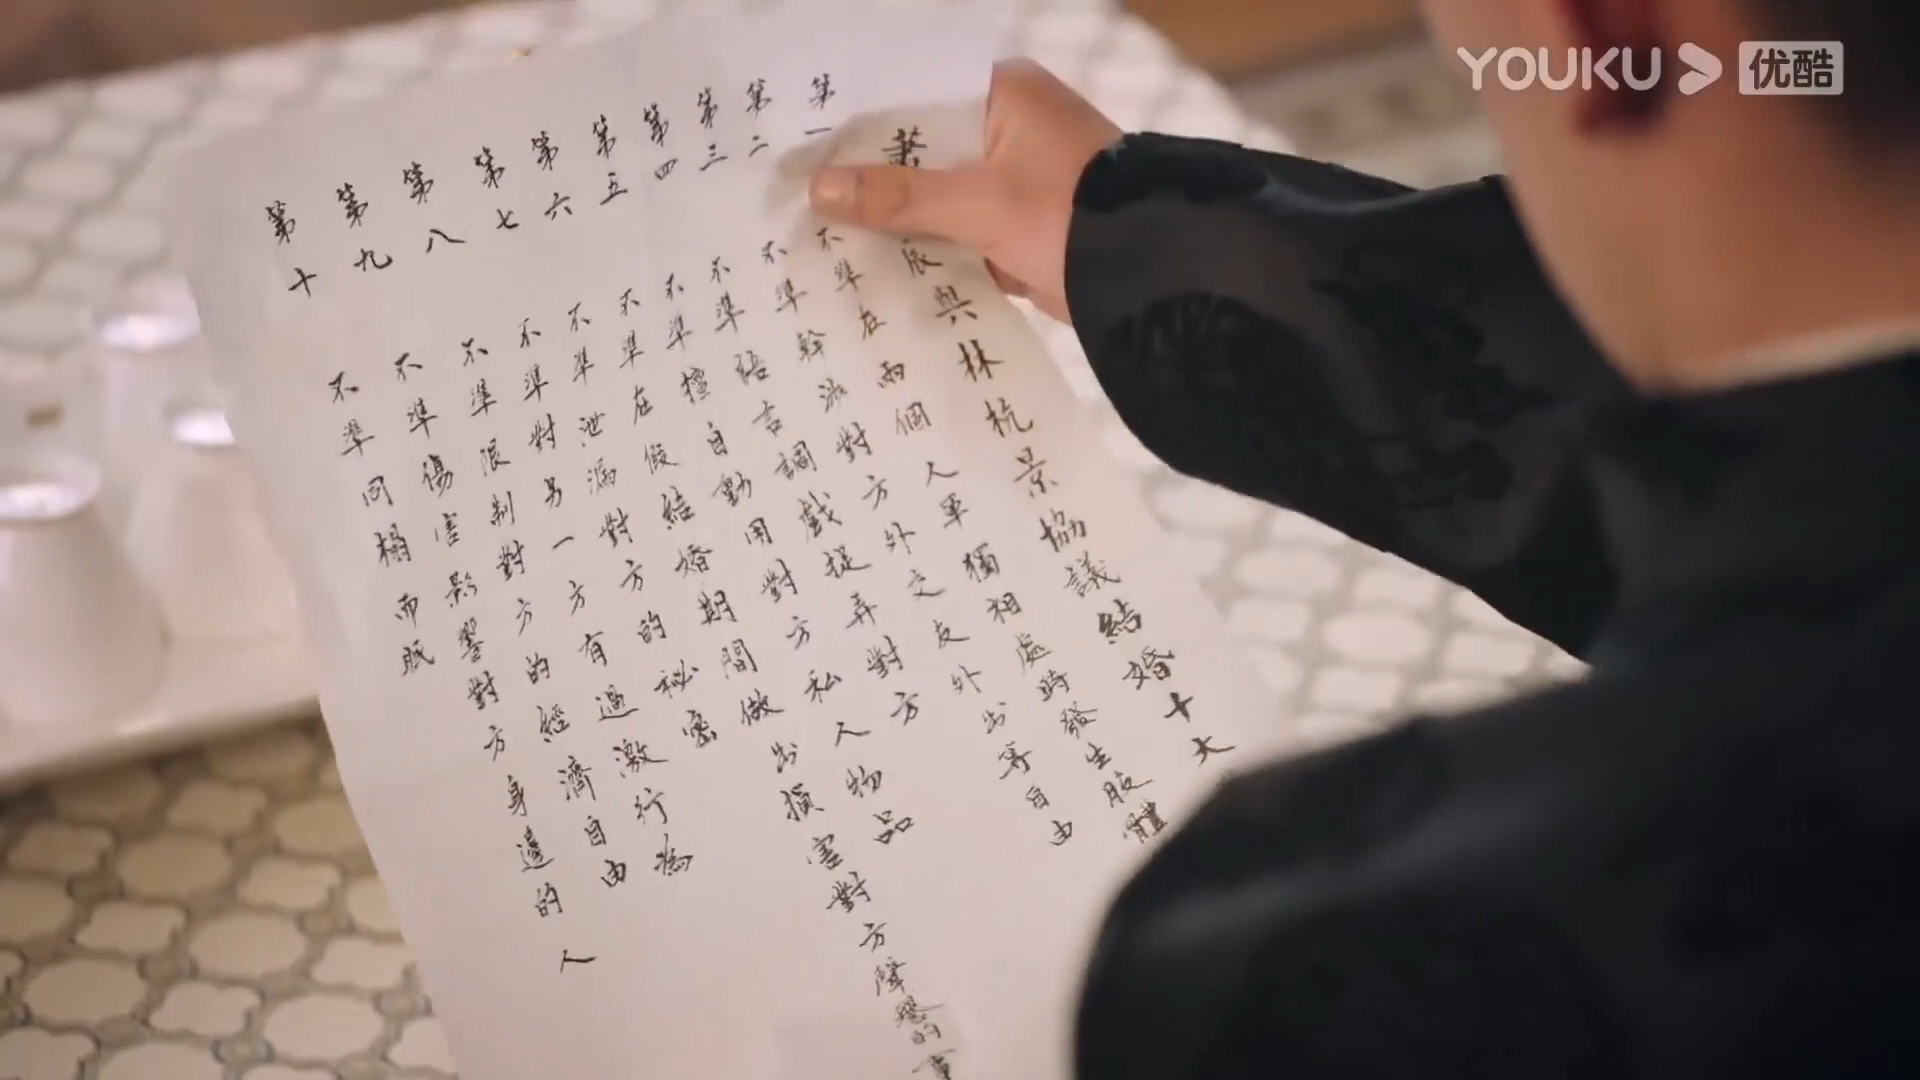 YOUKU 优酷
辰與林杭景協議結婚十大
第一 不準在兩個人單獨相處時發生肢體
第二 不準幹涉對方外交友外出等自由
第三 不準語言調戲捉弄對方
第四 不準擅自動用對方私人物品
第五 不準在假結婚期間做出損害對方聲譽的事
第六 不準泄漏對方的祕密
第七 不準對另一方有過激行為
第八 不準限制對方的經濟自由
第九 不準傷害影響對方身邊的人
第十 不準同榻而眠